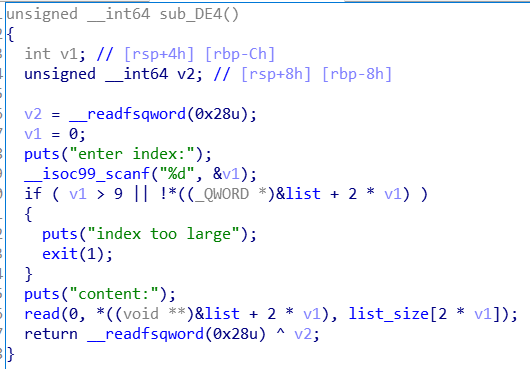 unsigned __int64 sub_DE4()
{
int v1; // [rsp+4h] [rbp-Ch]
unsigned __int64 v2; // [rsp+8h] [rbp-8h]
v2 = __readfsqword(0x28u);
v1 = 0;
puts("enter index:");
__isoc99_scanf("%d", &v1);
if ( v1 > 9 || !*((_QWORD *)&list + 2 * v1) )
{
puts("index too large");
exit(1);
}
puts("content:");
read(0, *((void **)&list + 2 * v1), list_size[2 * v1]);
return __readfsqword(0x28u) ^ v2;
}